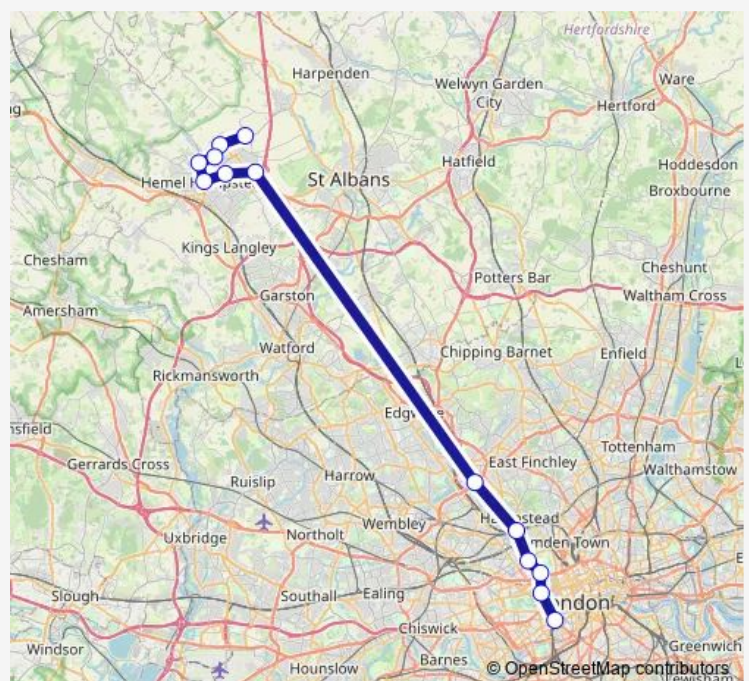 Hertfordshire
Harpenden
Ware
Welwyn Garden
City
Hertford
Hatfield
Hoddesdon
St Albans
Broxbourne
Kings Langley
Chesham
Cheshunt
Potters Bar
Garston
Waltham Cross
Amersham
Watford
Chipping Barnet
Enfield
Rickmansworth
Tottenham
East Finchley
Gerrards Cross
Walthamstow
Harrow
Ruislip
Wembley
Uxbridge
Northolt
Slough
Southall
Ealing
Chiswick
Greenwich
Windsor
Barnes
Hounslow
© OpenStreetMap contributors